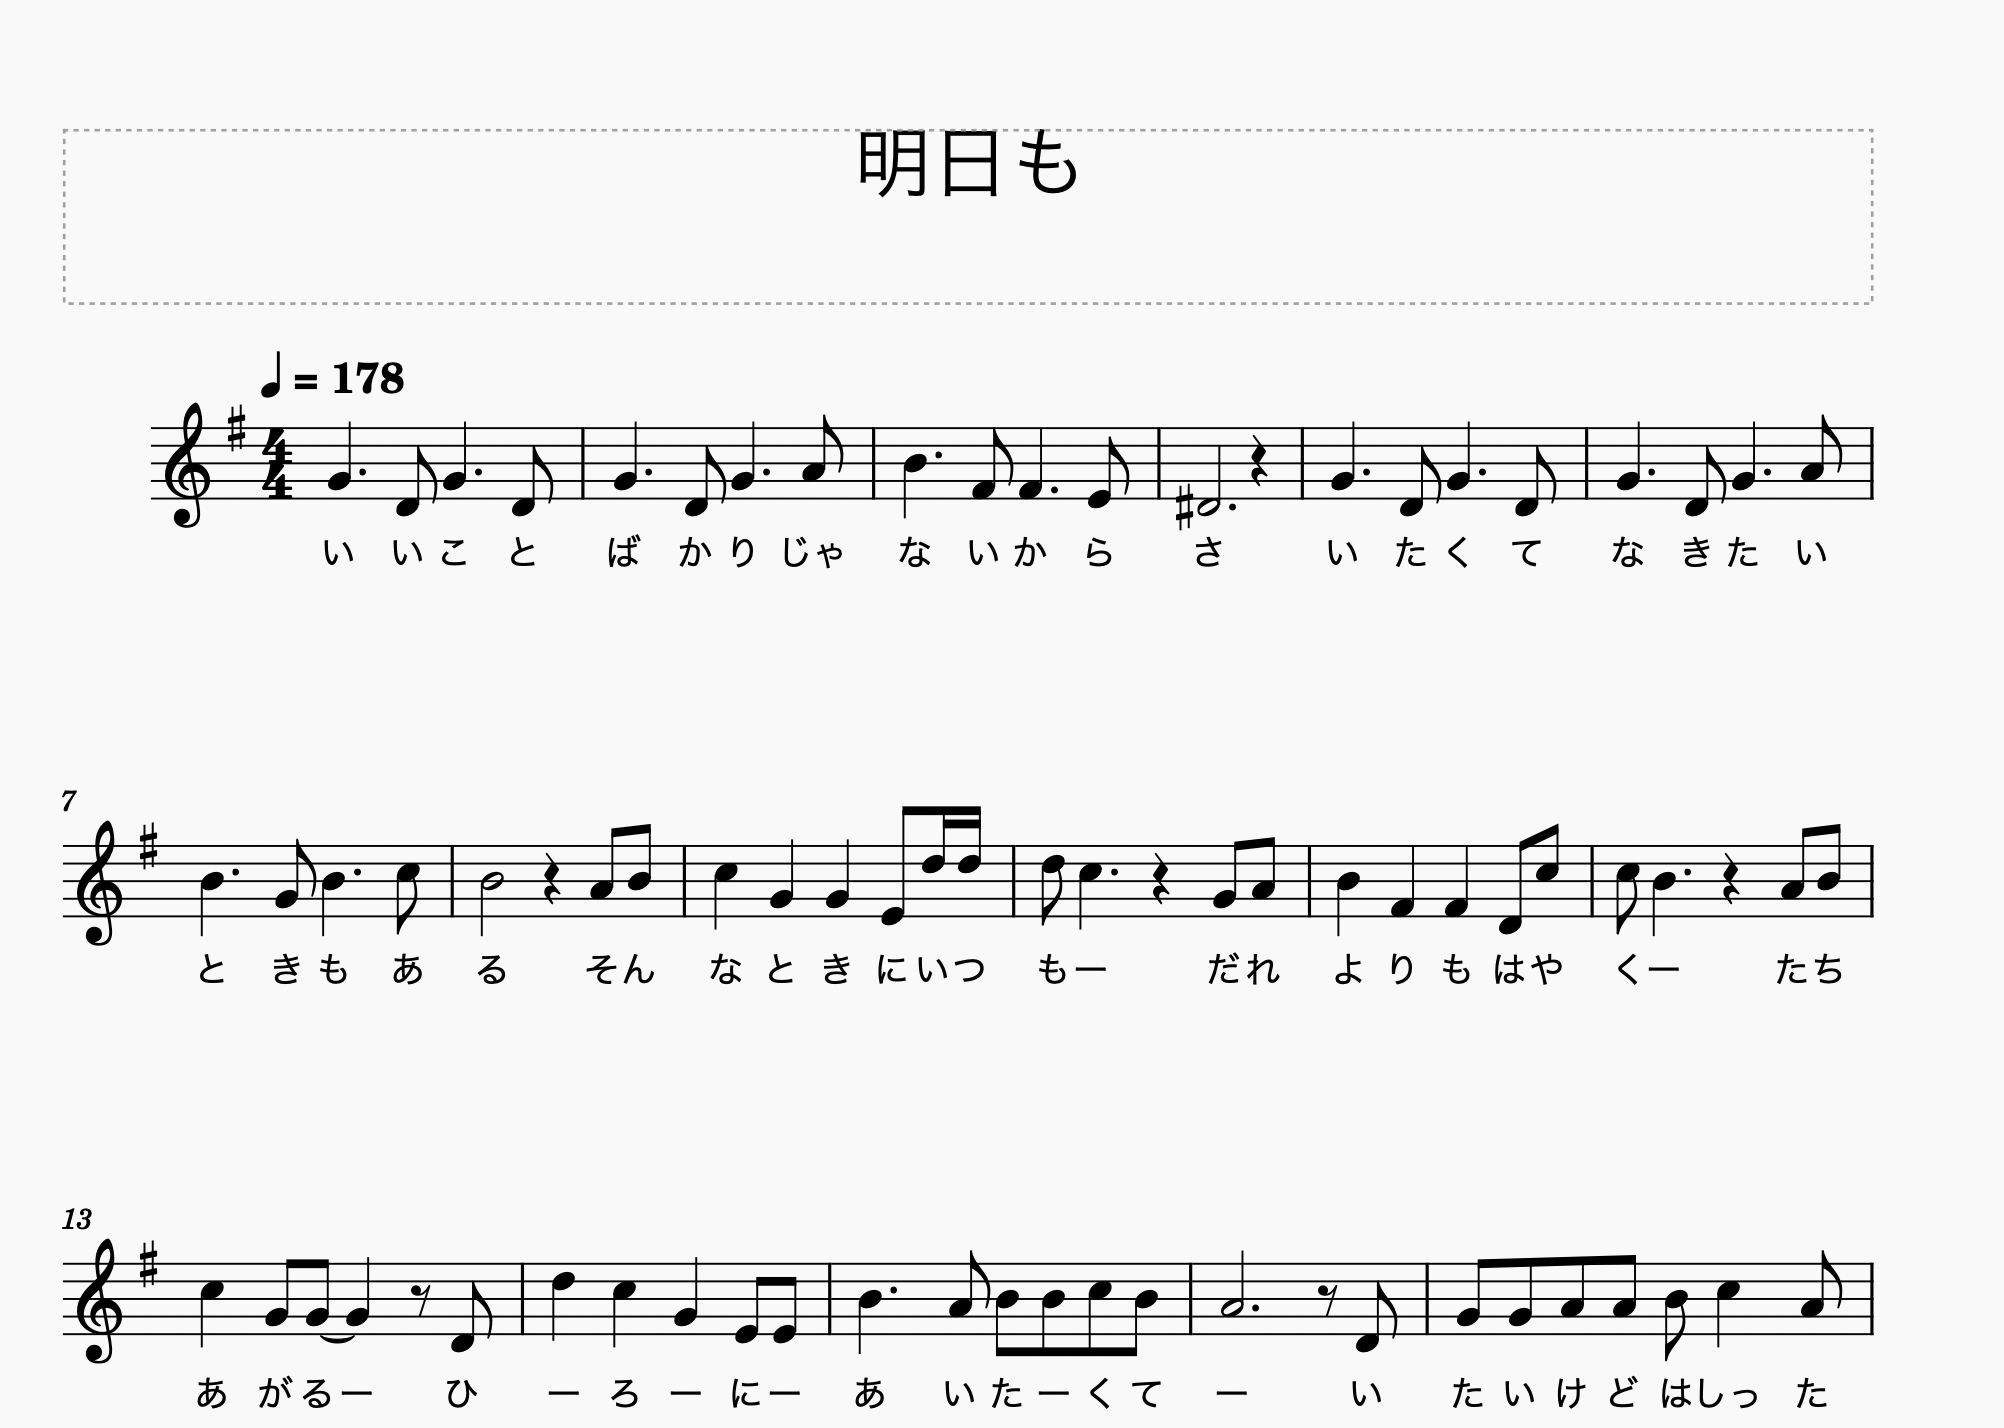 明日も
♩ = 178
4
4
い い こ と ば か り じゃ な い か ら さ い た く て な き た い
7
と き も あ る そ ん な と き に い つ も ー だ れ よ り も は や く ー た ち
13
あ が る ー ひ ー ろ ー に ー あ い た ー く て ー い た い け ど は しっ た